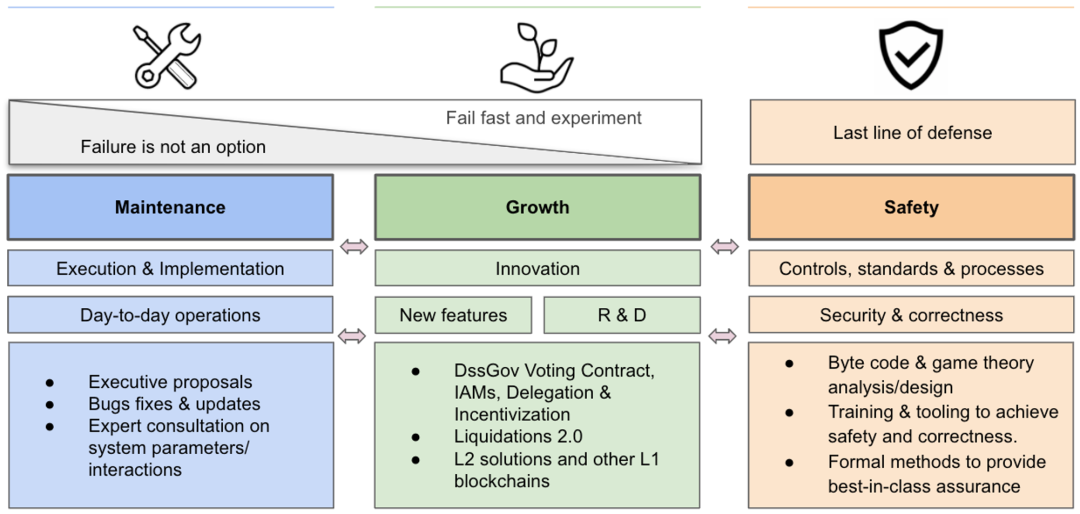 Fail fast and experiment
Failure is not an option
Last line of defense
Maintenance
Growth
Safety
Execution & Implementation
Innovation
Controls, standards & processes
Day-to-day operations
New features
R & D
Security & correctness
● Executive proposals
● Bugs fixes & updates
● Expert consultation on
system parameters/
interactions
● DssGov Voting Contract,
IAMs, Delegation &
Incentivization
● Liquidations 2.0
● L2 solutions and other L1
blockchains
● Byte code & game theory
analysis/design
● Training & tooling to achieve
safety and correctness.
● Formal methods to provide
best-in-class assurance